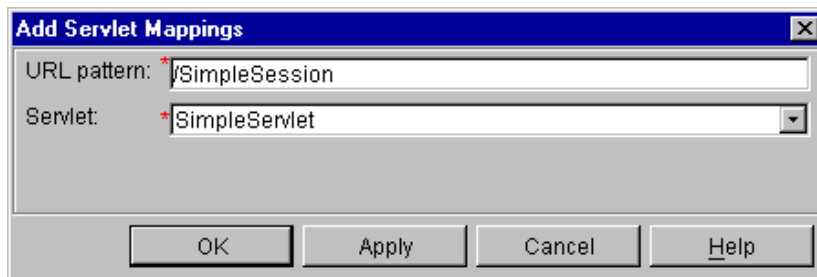 Add Servlet Mappings
URL pattern: */SimpleSession
Servlet: *SimpleServlet
OK Apply Cancel Help